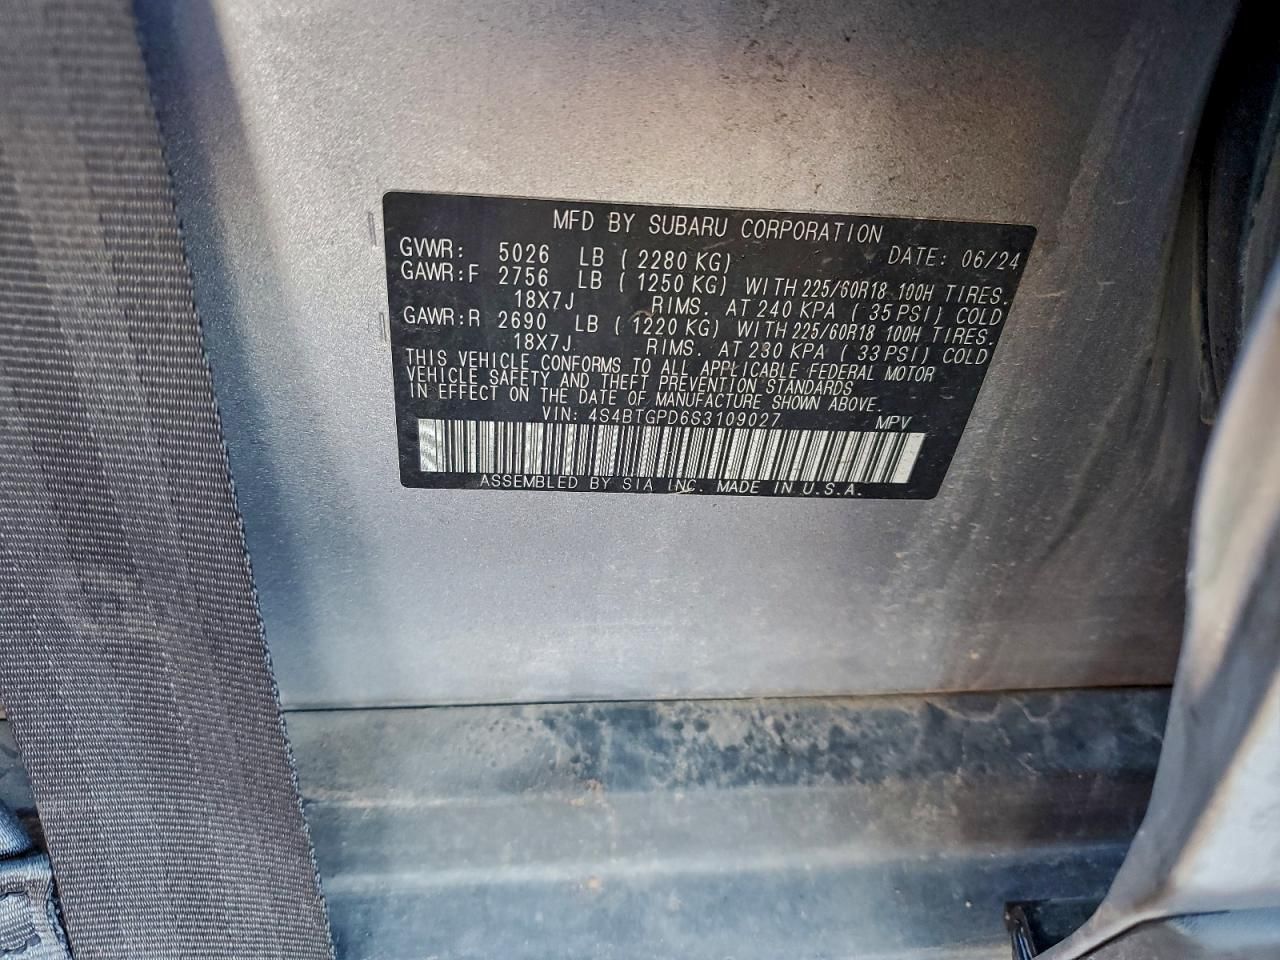 MFD BY SUBARU CORPORATION
DATE: 06/24
GVWR: 5026 LB ( 2280 KG)
GAWR:F 2756 LB ( 1250 KG) WITH 225/60R18 100H TIRES.
18X7J RIMS. AT 240 KPA ( 35 PSI) COLD
GAWR:R 2690 LB ( 1220 KG) WITH 225/60R18 100H TIRES.
18X7J RIMS. AT 230 KPA ( 33 PSI) COLD
THIS VEHICLE CONFORMS TO ALL APPLICABLE FEDERAL MOTOR
VEHICLE SAFETY AND THEFT PREVENTION STANDARDS
IN EFFECT ON THE DATE OF MANUFACTURE SHOWN ABOVE.
VIN: 4S4BTGPD6S3109027 MPV
ASSEMBLED BY SIA INC. MADE IN U.S.A.